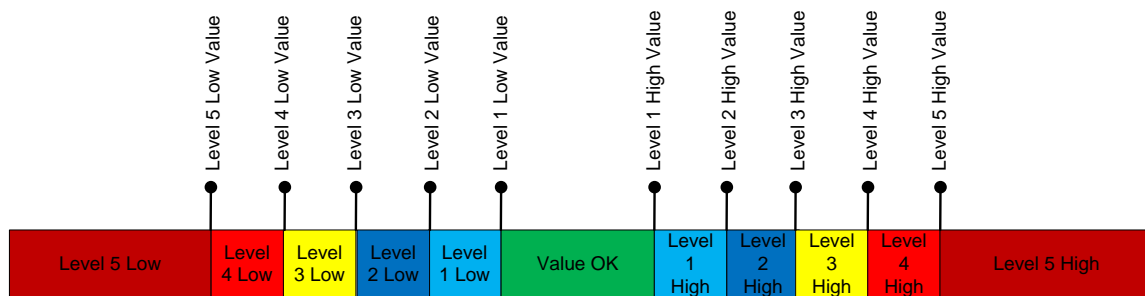 Level 5 Low Value
Level 4 Low Value
Level 3 Low Value
Level 2 Low Value
Level 1 Low Value
Level 1 High Value
Level 2 High Value
Level 3 High Value
Level 4 High Value
Level 5 High Value
Level 5 Low
Level
4 Low
Level
3 Low
Level
2 Low
Level
1 Low
Value OK
Level
1
High
Level
2
High
Level
3
High
Level
4
High
Level 5 High